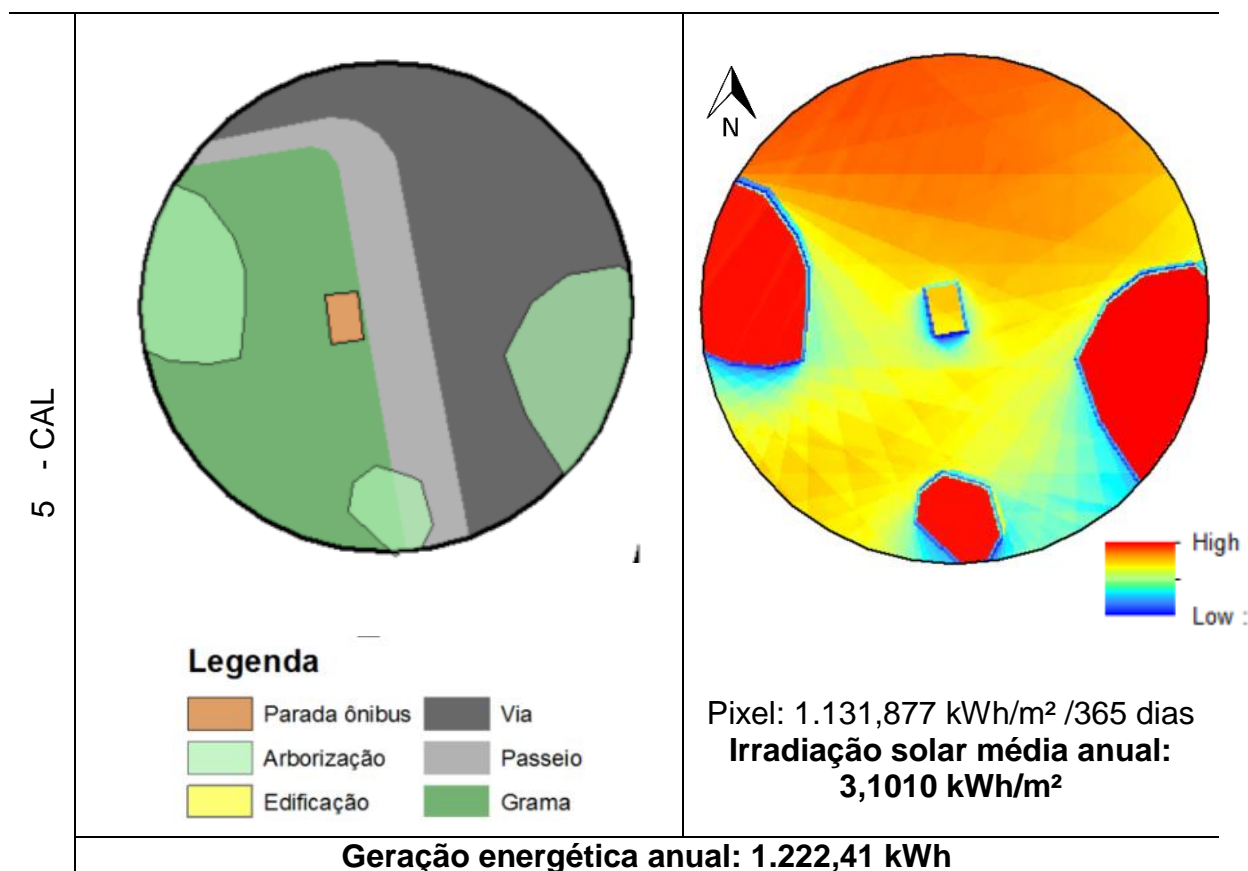 5 - CAL
N
High
Low :
Legenda
Parada ônibus
Via
Arborização
Passeio
Edificação
Grama
Pixel: 1.131,877 kWh/m² /365 dias
Irradiação solar média anual:
3,1010 kWh/m²
Geração energética anual: 1.222,41 kWh